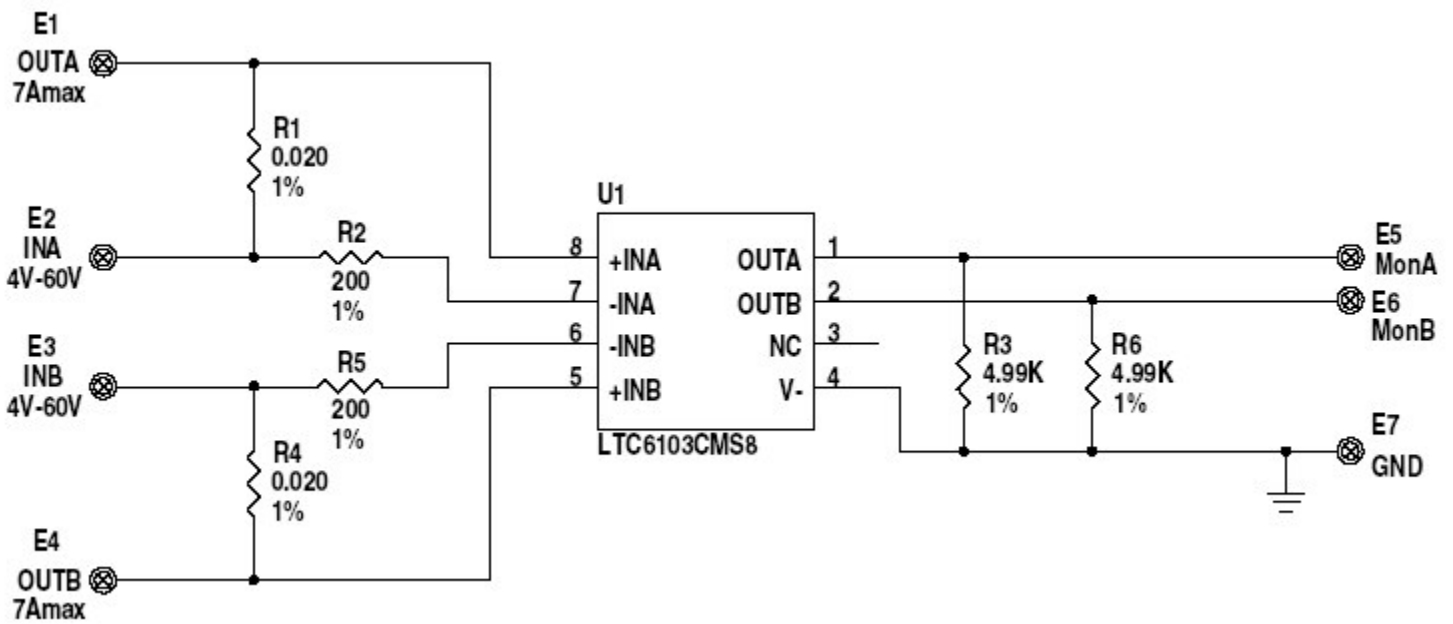 E1
OUTA
7Amax
R1
0.020
1%
E2
INA
4V-60V
R2
200
1%
E3
INB
4V-60V
R5
200
1%
R4
0.020
1%
E4
OUTB
7Amax
U1
8 +INA OUTA 1
7 -INA OUTB 2
6 -INB NC 3
5 +INB V- 4
LTC6103CMS8
R3
4.99K
1%
R6
4.99K
1%
E5
MonA
E6
MonB
E7
GND